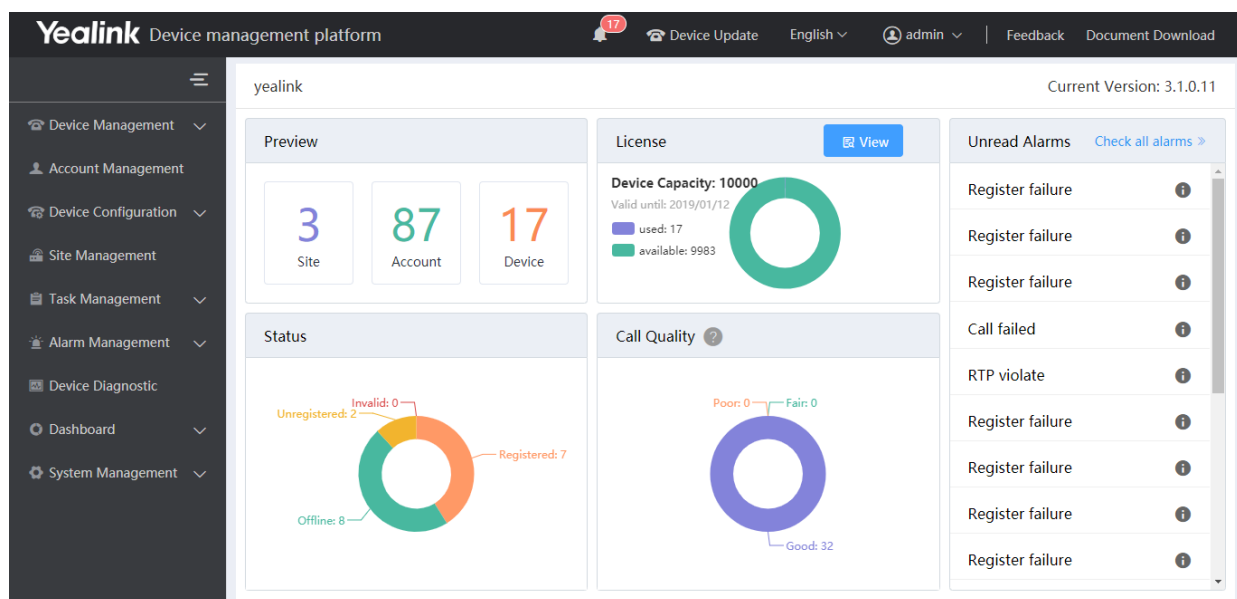 Yealink Device management platform
17
Device Update
English
admin
Feedback
Document Download
Device Management
Account Management
Device Configuration
Site Management
Task Management
Alarm Management
Device Diagnostic
Dashboard
System Management
yealink
Current Version: 3.1.0.11
Preview
3
Site
87
Account
17
Device
License
View
Device Capacity: 10000
Valid until: 2019/01/12
used: 17
available: 9983
Status
Invalid: 0
Unregistered: 2
Registered: 7
Offline: 8
Call Quality ?
Poor: 0
Fair: 0
Good: 32
Unread Alarms
Check all alarms »
Register failure
Register failure
Register failure
Call failed
RTP violate
Register failure
Register failure
Register failure
Register failure